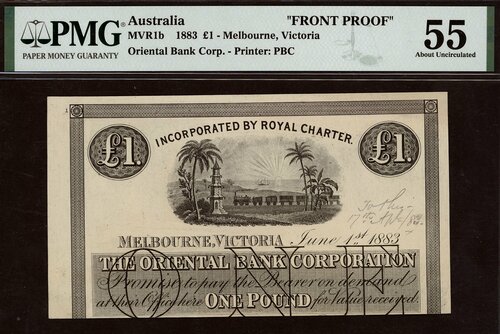 PMG
PAPER MONEY GUARANTY
Australia "FRONT PROOF"
MVR1b 1883 £1 - Melbourne, Victoria
Oriental Bank Corp. - Printer: PBC
55
About Uncirculated
INCORPORATED BY ROYAL CHARTER.
£1. £1.
MELBOURNE, VICTORIA June 1st 1883
THE ORIENTAL BANK CORPORATION
Promise to pay the Bearer on demand
at their Office here ONE POUND for Value received.
ONE